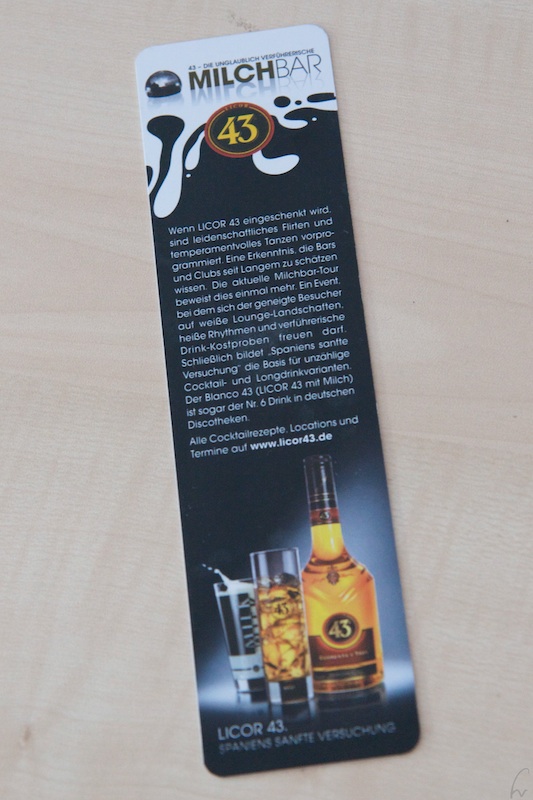 43 – DIE UNGLAUBLICH VERFÜHRERISCHE
MILCHBAR
LICOR
43
Wenn LICOR 43 eingeschenkt wird,
sind leidenschaftliches Flirten und
temperamentvolles Tanzen vorpro-
grammiert. Eine Erkenntnis, die Bars
und Clubs seit Langem zu schätzen
wissen. Die aktuelle Milchbar-Tour
beweist dies einmal mehr. Ein Event,
bei dem sich der geneigte Besucher
auf weiße Lounge-Landschaften,
heiße Rhythmen und verführerische
Drink-Kostproben freuen darf.
Schließlich bildet „Spaniens sanfte
Versuchung“ die Basis für unzählige
Cocktail- und Longdrinkvarianten.
Der Blanco 43 (LICOR 43 mit Milch)
ist sogar der Nr. 6 Drink in deutschen
Discotheken.
Alle Cocktailrezepte, Locations und
Termine auf www.licor43.de
43
MILK
43
43
LICOR 43.
SPANIENS SANFTE VERSUCHUNG